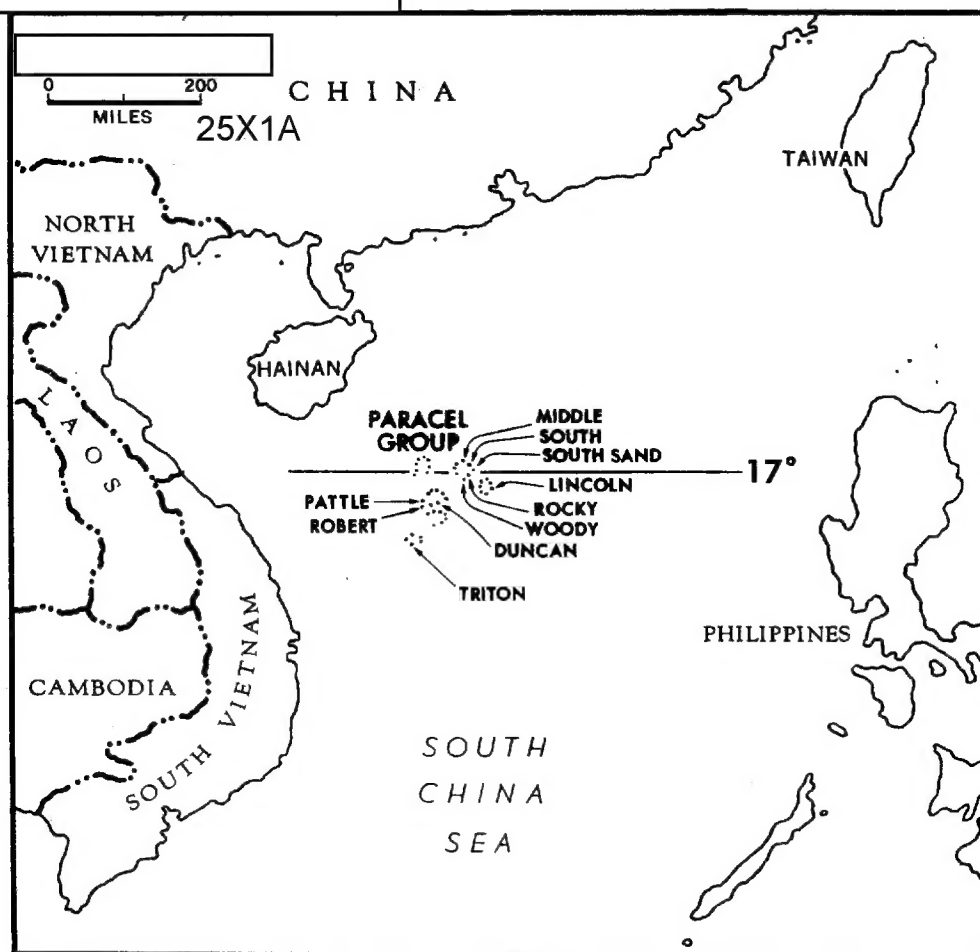 0 200
MILES
25X1A
CHINA
TAIWAN
NORTH
VIETNAM
HAINAN
LAOS
PARACEL
GROUP
MIDDLE
SOUTH
SOUTH SAND
17°
LINCOLN
PATTLE
ROCKY
ROBERT
WOODY
DUNCAN
TRITON
PHILIPPINES
CAMBODIA
SOUTH VIETNAM
SOUTH
CHINA
SEA